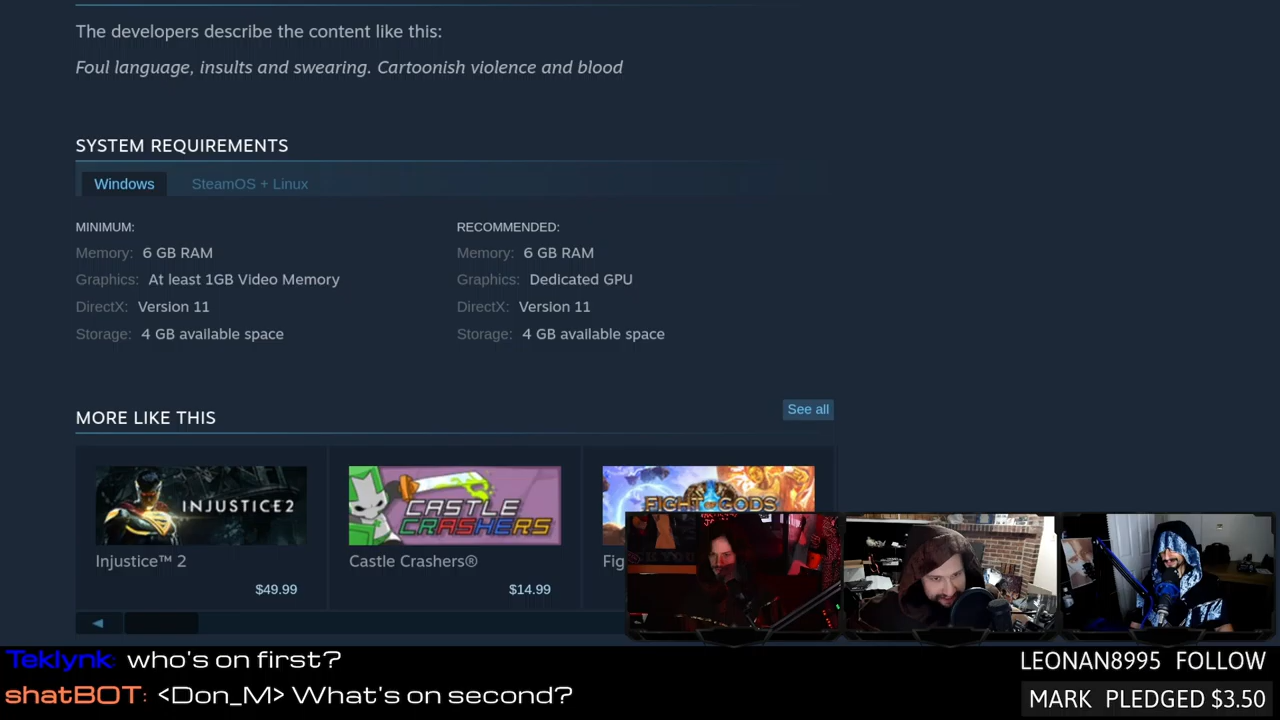 The developers describe the content like this:
Foul language, insults and swearing. Cartoonish violence and blood
SYSTEM REQUIREMENTS
Windows SteamOS + Linux
MINIMUM:
Memory: 6 GB RAM
Graphics: At least 1GB Video Memory
DirectX: Version 11
Storage: 4 GB available space
RECOMMENDED:
Memory: 6 GB RAM
Graphics: Dedicated GPU
DirectX: Version 11
Storage: 4 GB available space
MORE LIKE THIS
See all
INJUSTICE 2
Injustice™ 2
$49.99
CASTLE
CRASHERS
Castle Crashers®
$14.99
FIGHT OF GODS
Fig
Teklynk: who's on first?
shatBOT: <Don_M> What's on second?
LEONAN8995 FOLLOW
MARK PLEDGED $3.50